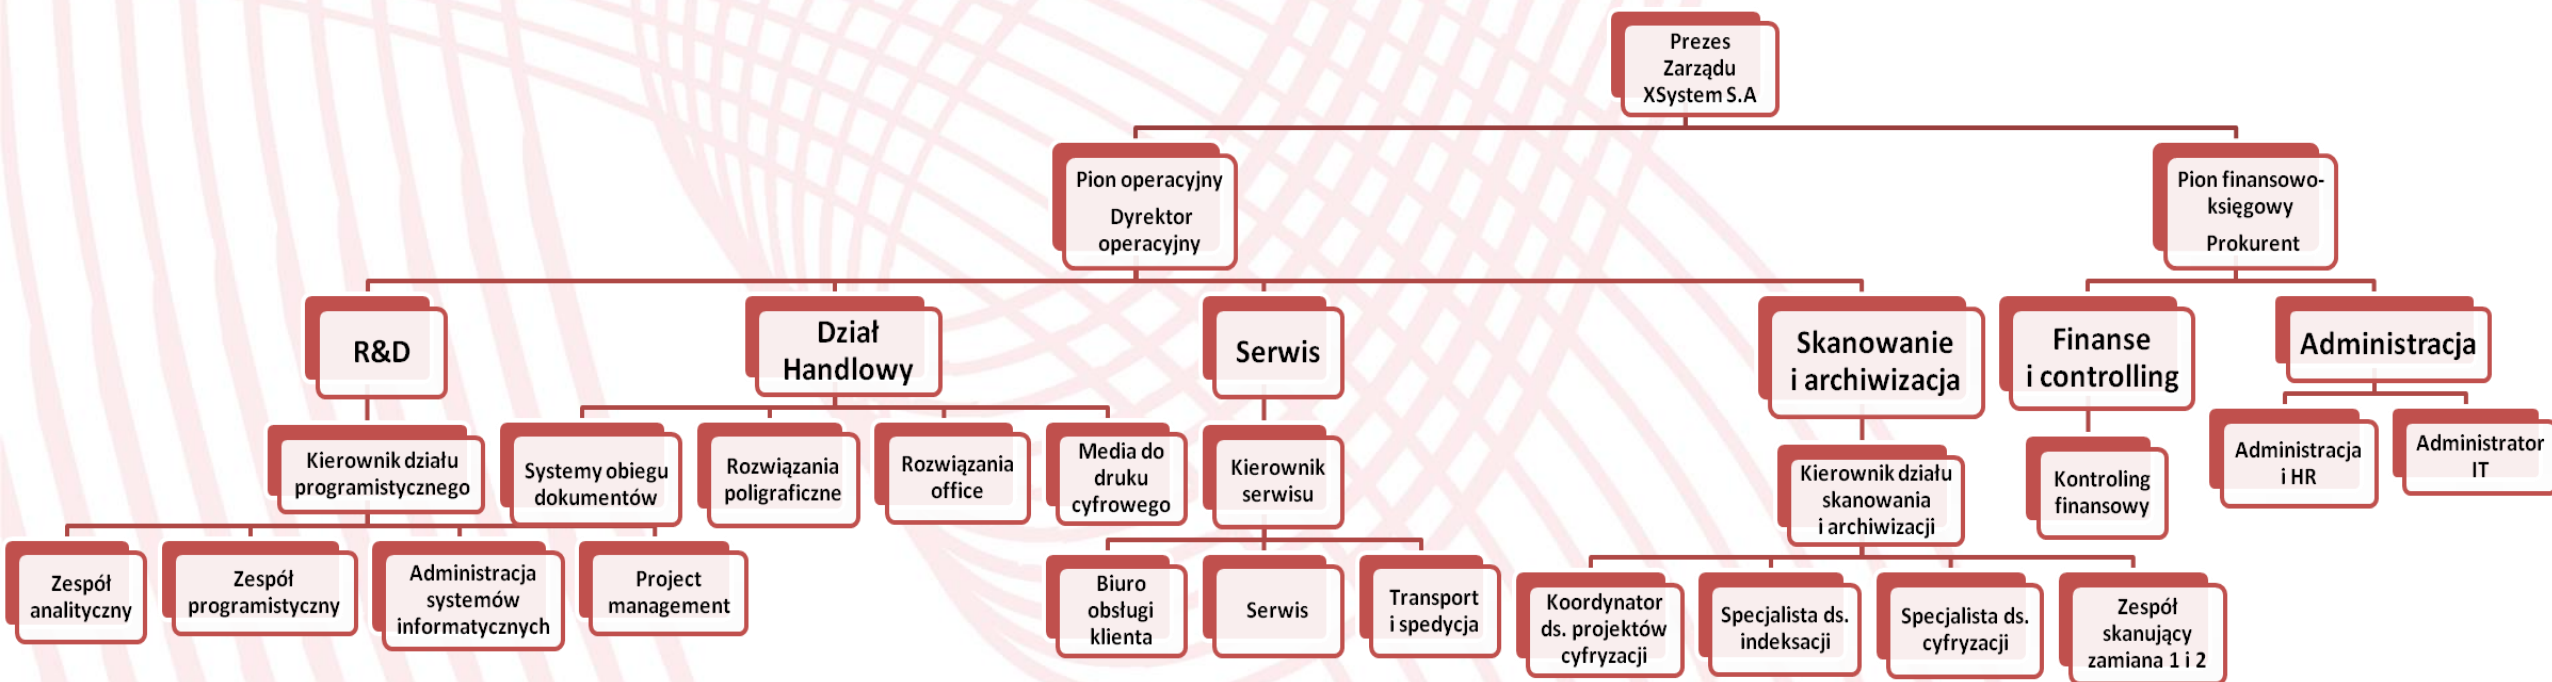 Prezes
Zarządu
XSystem S.A
Pion operacyjny
Dyrektor
operacyjny
Pion finansowo-
księgowy
Prokurent
R&D
Dział
Handlowy
Serwis
Skanowanie
i archiwizacja
Finanse
i controlling
Administracja
Kierownik działu
programistycznego
Systemy obiegu
dokumentów
Rozwiązania
poligraficzne
Rozwiązania
office
Media do
druku
cyfrowego
Kierownik
serwisu
Kierownik działu
skanowania
i archiwizacji
Kontroling
finansowy
Administracja
i HR
Administrator
IT
Zespół
analityczny
Zespół
programistyczny
Administracja
systemów
informatycznych
Project
management
Biuro
obsługi
klienta
Serwis
Transport
i spedycja
Koordynator
ds. projektów
cyfryzacji
Specjalista ds.
indeksacji
Specjalista ds.
cyfryzacji
Zespół
skanujący
zamiana 1 i 2